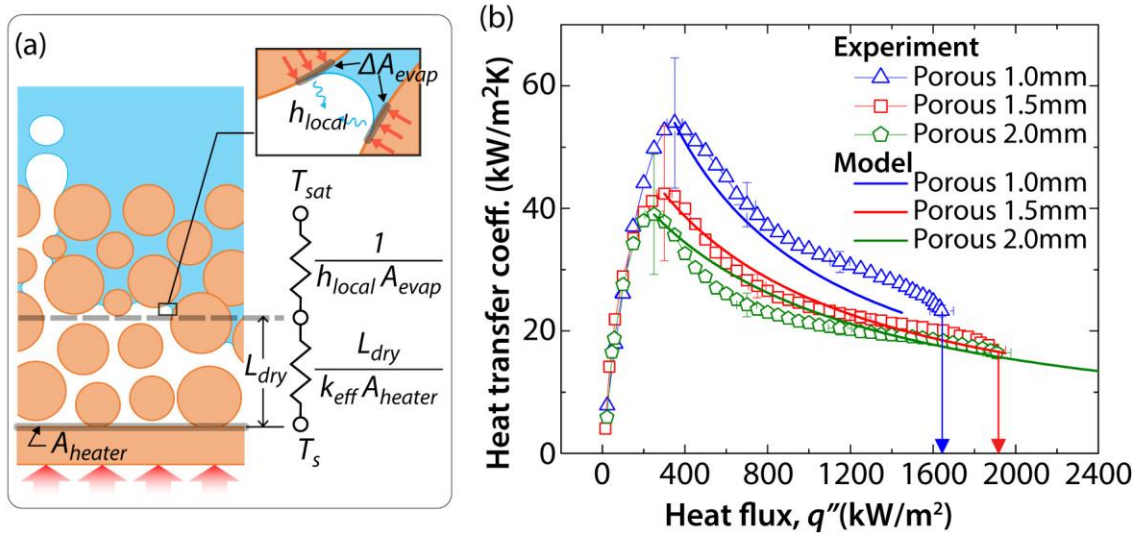 (a)
ΔA_evap
h_local
T_sat
1
h_local A_evap
L_dry
L_dry
k_eff A_heater
A_heater
T_s
(b)
Heat transfer coeff. (kW/m²K)
60
40
20
0
Experiment
Porous 1.0mm
Porous 1.5mm
Porous 2.0mm
Model
Porous 1.0mm
Porous 1.5mm
Porous 2.0mm
0 400 800 1200 1600 2000 2400
Heat flux, q″(kW/m²)